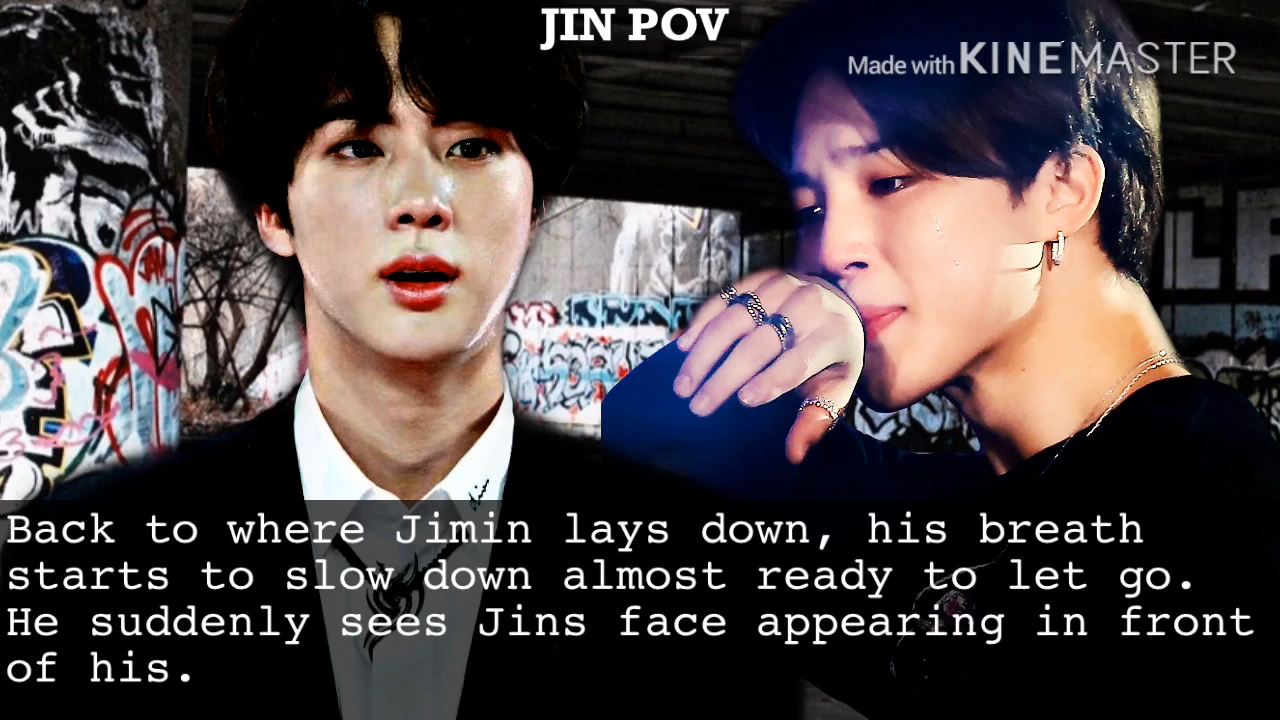 JIN POV
Made with KINEMASTER
Back to where Jimin lays down, his breath
starts to slow down almost ready to let go.
He suddenly sees Jins face appearing in front
of his.